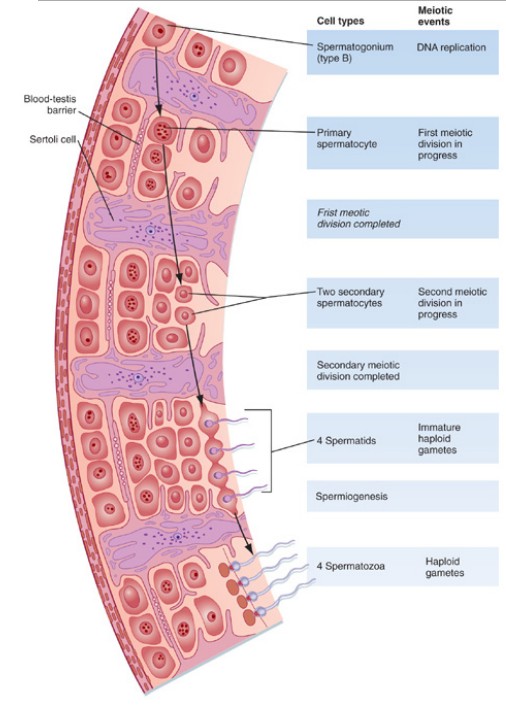 Cell types
Meiotic
events
Spermatogonium
(type B)
DNA replication
Blood-testis
barrier
Sertoli cell
Primary
spermatocyte
First meiotic
division in
progress
Frist meotic
division completed
Two secondary
spermatocytes
Second meiotic
division in
progress
Secondary meiotic
division completed
4 Spermatids
Immature
haploid
gametes
Spermiogenesis
4 Spermatozoa
Haploid
gametes